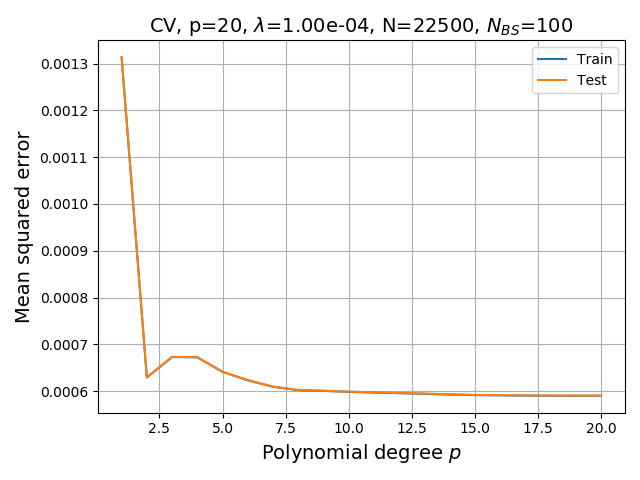 CV, p=20, λ=1.00e-04, N=22500, N_BS=100
Train
Test
Mean squared error
0.0013
0.0012
0.0011
0.0010
0.0009
0.0008
0.0007
0.0006
2.5 5.0 7.5 10.0 12.5 15.0 17.5 20.0
Polynomial degree p